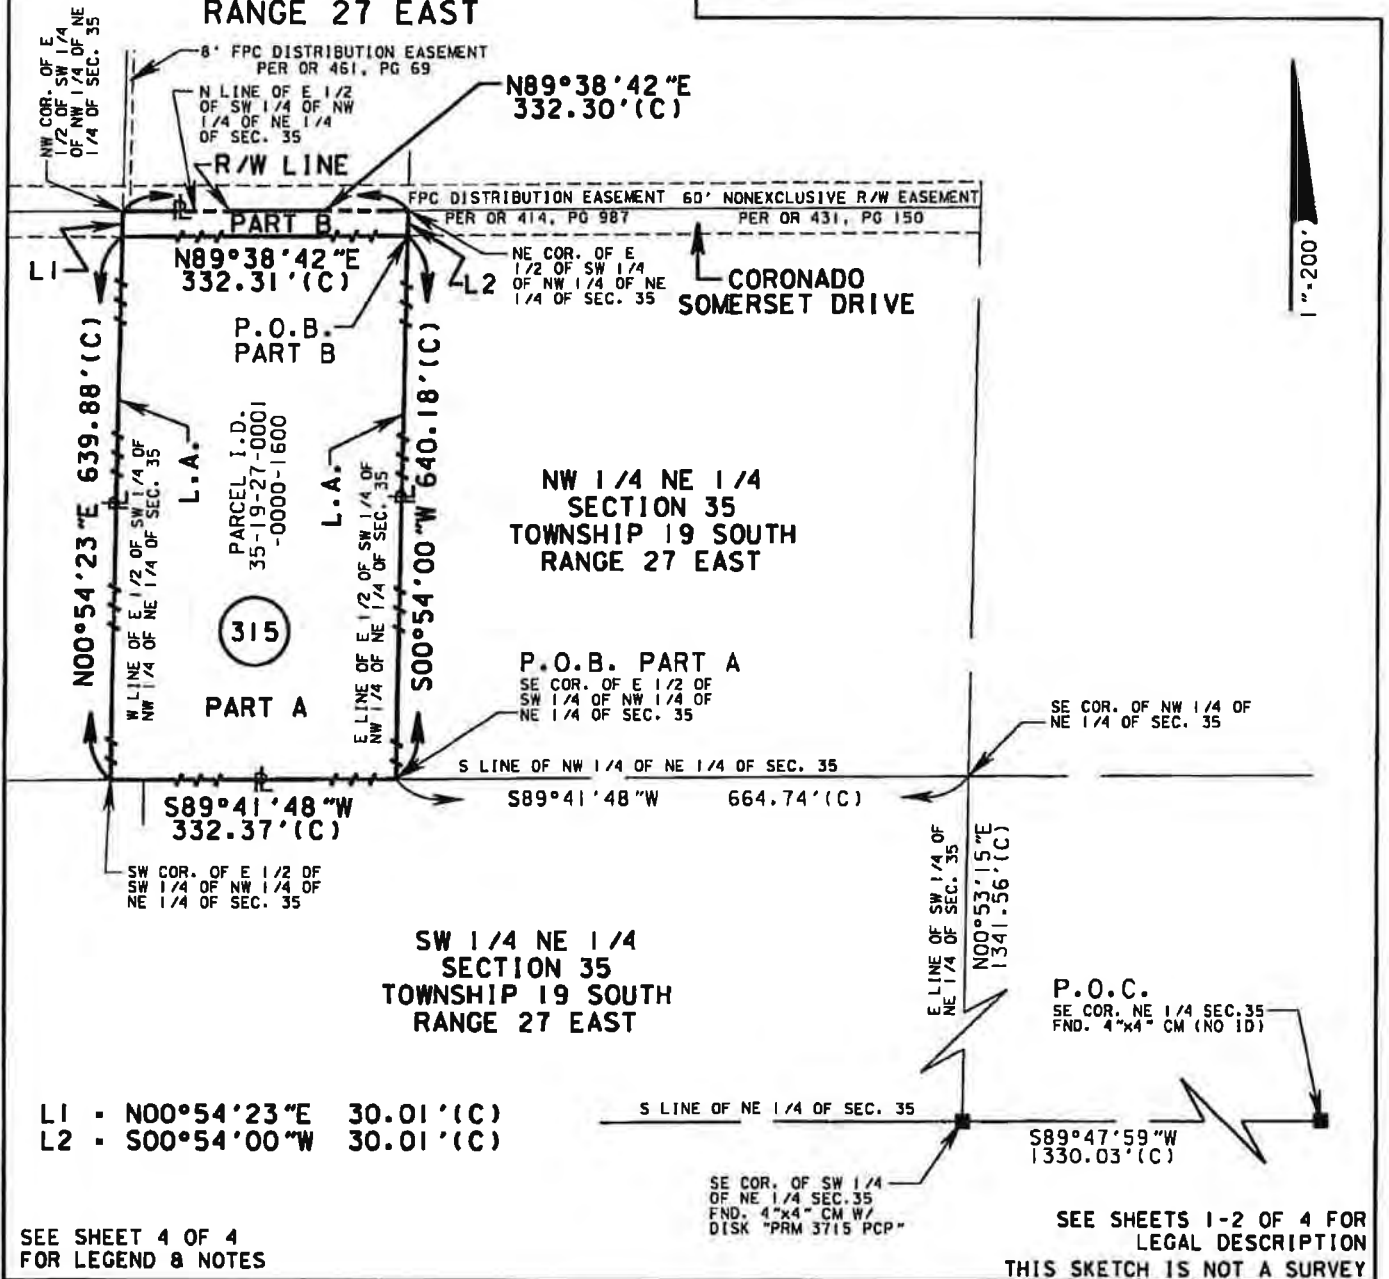 RANGE 27 EAST
NW COR. OF E
1/2 OF SW 1/4
OF NW 1/4 OF NE
1/4 OF SEC. 35
8' FPC DISTRIBUTION EASEMENT
PER OR 461, PG 69
N LINE OF E 1/2
OF SW 1/4 OF NW
1/4 OF NE 1/4
OF SEC. 35
N89°38'42"E
332.30'(C)
R/W LINE
FPC DISTRIBUTION EASEMENT 60' NONEXCLUSIVE R/W EASEMENT
PER OR 414, PG 987 PER OR 431, PG 150
PART B
L1
N89°38'42"E
332.31'(C)
L2
NE COR. OF E
1/2 OF SW 1/4
OF NW 1/4 OF NE
1/4 OF SEC. 35
CORONADO
SOMERSET DRIVE
1"=200'
P.O.B.
PART B
N00°54'23"E 639.88'(C)
W LINE OF E 1/2 OF SW 1/4 OF
NW 1/4 OF NE 1/4 OF SEC. 35
L.A.
PARCEL I.D.
35-19-27-0001
-0000-1600
L.A.
E LINE OF E 1/2 OF SW 1/4 OF
NW 1/4 OF NE 1/4 OF SEC. 35
S00°54'00"W 640.18'(C)
315
PART A
NW 1/4 NE 1/4
SECTION 35
TOWNSHIP 19 SOUTH
RANGE 27 EAST
P.O.B. PART A
SE COR. OF E 1/2 OF
SW 1/4 OF NW 1/4 OF
NE 1/4 OF SEC. 35
SE COR. OF NW 1/4 OF
NE 1/4 OF SEC. 35
S LINE OF NW 1/4 OF NE 1/4 OF SEC. 35
S89°41'48"W 664.74'(C)
S89°41'48"W
332.37'(C)
SW COR. OF E 1/2 OF
SW 1/4 OF NW 1/4 OF
NE 1/4 OF SEC. 35
E LINE OF SW 1/4 OF
NE 1/4 OF SEC. 35
N00°53'15"E
1341.56'(C)
SW 1/4 NE 1/4
SECTION 35
TOWNSHIP 19 SOUTH
RANGE 27 EAST
P.O.C.
SE COR. NE 1/4 SEC.35
FND. 4"x4" CM (NO ID)
L1 = N00°54'23"E 30.01'(C)
L2 = S00°54'00"W 30.01'(C)
S LINE OF NE 1/4 OF SEC. 35
S89°47'59"W
1330.03'(C)
SE COR. OF SW 1/4
OF NE 1/4 SEC.35
FND. 4"x4" CM W/
DISK "PRM 3715 PCP"
SEE SHEET 4 OF 4
FOR LEGEND & NOTES
SEE SHEETS 1-2 OF 4 FOR
LEGAL DESCRIPTION
THIS SKETCH IS NOT A SURVEY